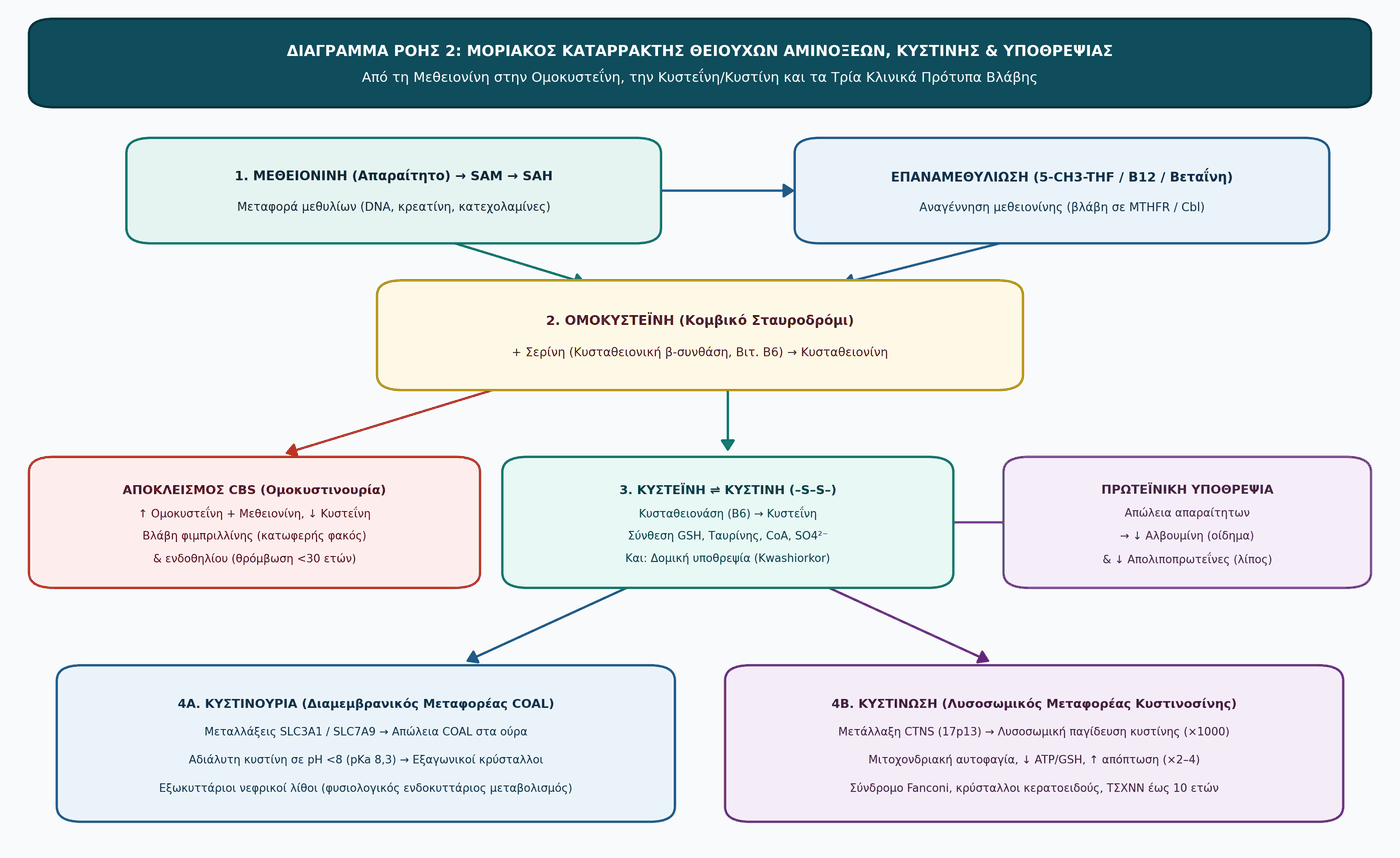 ΔΙΑΓΡΑΜΜΑ ΡΟΗΣ 2: ΜΟΡΙΑΚΟΣ ΚΑΤΑΡΡΑΚΤΗΣ ΘΕΙΟΥΧΩΝ ΑΜΙΝΟΞΕΩΝ, ΚΥΣΤΙΝΗΣ & ΥΠΟΘΡΕΨΙΑΣ
Από τη Μεθειονίνη στην Ομοκυστεΐνη, την Κυστεΐνη/Κυστίνη και τα Τρία Κλινικά Πρότυπα Βλάβης
1. ΜΕΘΕΙΟΝΙΝΗ (Απαραίτητο) → SAM → SAH
Μεταφορά μεθυλίων (DNA, κρεατίνη, κατεχολαμίνες)
ΕΠΑΝΑΜΕΘΥΛΙΩΣΗ (5-CH3-THF / B12 / Βεταΐνη)
Αναγέννηση μεθειονίνης (βλάβη σε MTHFR / Cbl)
2. ΟΜΟΚΥΣΤΕΪΝΗ (Κομβικό Σταυροδρόμι)
+ Σερίνη (Κυσταθειονική β-συνθάση, Βιτ. B6) → Κυσταθειονίνη
ΑΠΟΚΛΕΙΣΜΟΣ CBS (Ομοκυστινουρία)
↑ Ομοκυστεΐνη + Μεθειονίνη, ↓ Κυστεΐνη
Βλάβη φιμπριλλίνης (κατωφερής φακός)
& ενδοθηλίου (θρόμβωση <30 ετών)
3. ΚΥΣΤΕΪΝΗ ⇌ ΚΥΣΤΙΝΗ (–S–S–)
Κυσταθειονάση (B6) → Κυστεΐνη
Σύνθεση GSH, Ταυρίνης, CoA, SO4²⁻
Και: Δομική υποθρεψία (Kwashiorkor)
ΠΡΩΤΕΪΝΙΚΗ ΥΠΟΘΡΕΨΙΑ
Απώλεια απαραίτητων
→ ↓ Αλβουμίνη (οίδημα)
& ↓ Απολιποπρωτεΐνες (λίπος)
4Α. ΚΥΣΤΙΝΟΥΡΙΑ (Διαμεμβρανικός Μεταφορέας COAL)
Μεταλλάξεις SLC3A1 / SLC7A9 → Απώλεια COAL στα ούρα
Αδιάλυτη κυστίνη σε pH <8 (pKa 8,3) → Εξαγωνικοί κρύσταλλοι
Εξωκυττάριοι νεφρικοί λίθοι (φυσιολογικός ενδοκυττάριος μεταβολισμός)
4Β. ΚΥΣΤΙΝΩΣΗ (Λυσοσωμικός Μεταφορέας Κυστινοσίνης)
Μετάλλαξη CTNS (17p13) → Λυσοσωμική παγίδευση κυστίνης (×1000)
Μιτοχονδριακή αυτοφαγία, ↓ ATP/GSH, ↑ απόπτωση (×2–4)
Σύνδρομο Fanconi, κρύσταλλοι κερατοειδούς, ΤΣΧΝΝ έως 10 ετών